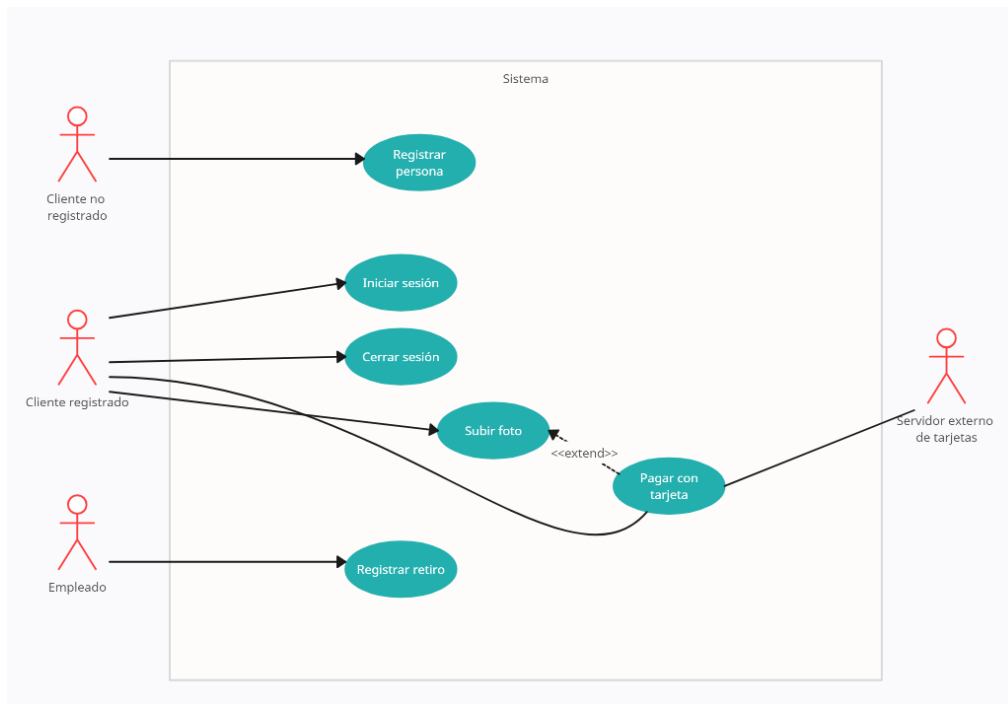 Sistema
Registrar
persona
Cliente no
registrado
Iniciar sesión
Cerrar sesión
Cliente registrado
Subir foto
<<extend>>
Pagar con
tarjeta
Servidor externo
de tarjetas
Registrar retiro
Empleado